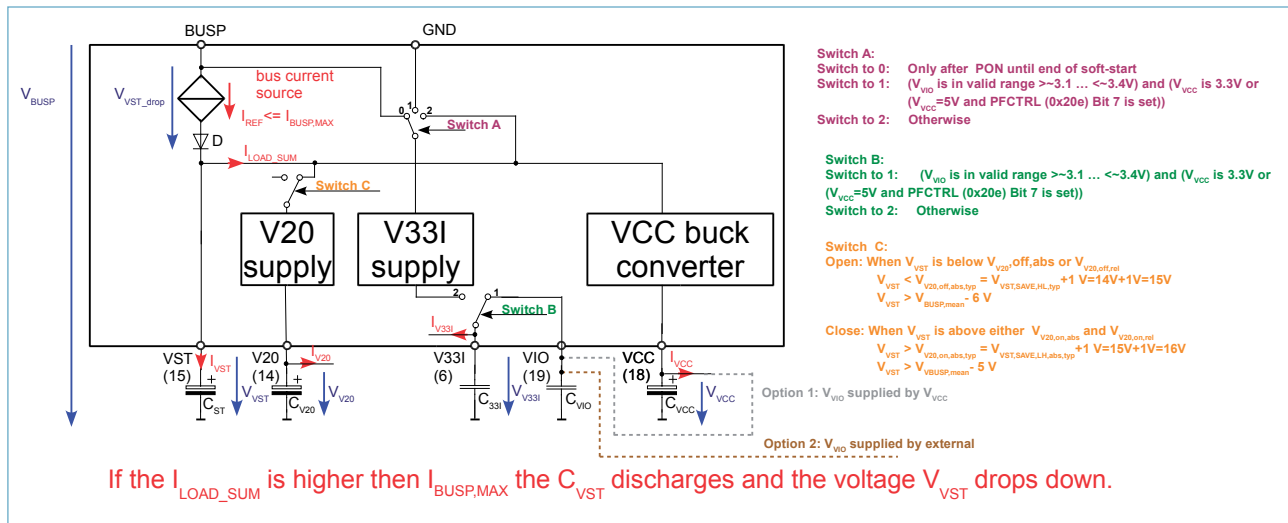 BUSP
GND
V_BUSP
V_VST_drop
bus current
source
I_REF <= I_BUSP,MAX
D
0
1
2
Switch A
I_LOAD_SUM
Switch C
V20
supply
V33I
supply
VCC buck
converter
2
1
Switch B
I_V33I
VST
(15)
I_VST
+
C_ST
V_VST
V20
(14)
I_V20
+
C_V20
V_V20
V33I
(6)
C_33I
V_V33I
VIO
(19)
C_VIO
VCC
(18)
I_VCC
+
C_VCC
V_VCC
Option 1: V_VIO supplied by V_VCC
Option 2: V_VIO supplied by external
Switch A:
Switch to 0: Only after PON until end of soft-start
Switch to 1: (V_VIO is in valid range >~3.1 ... <~3.4V) and (V_VCC is 3.3V or
(V_VCC=5V and PFCTRL (0x20e) Bit 7 is set))
Switch to 2: Otherwise
Switch B:
Switch to 1: (V_VIO is in valid range >~3.1 ... <~3.4V) and (V_VCC is 3.3V or
(V_VCC=5V and PFCTRL (0x20e) Bit 7 is set))
Switch to 2: Otherwise
Switch C:
Open: When V_VST is below V_V20,off,abs or V_V20,off,rel
V_VST < V_V20,off,abs,typ = V_VST,SAVE,HL,typ +1 V=14V+1V=15V
V_VST > V_BUSP,mean - 6 V
Close: When V_VST is above either V_V20,on,abs and V_V20,on,rel
V_VST > V_V20,on,abs,typ = V_VST,SAVE,LH,abs,typ +1 V=15V+1V=16V
V_VST > V_VBUSP,mean - 5 V
If the I_LOAD_SUM is higher then I_BUSP,MAX the C_VST discharges and the voltage V_VST drops down.